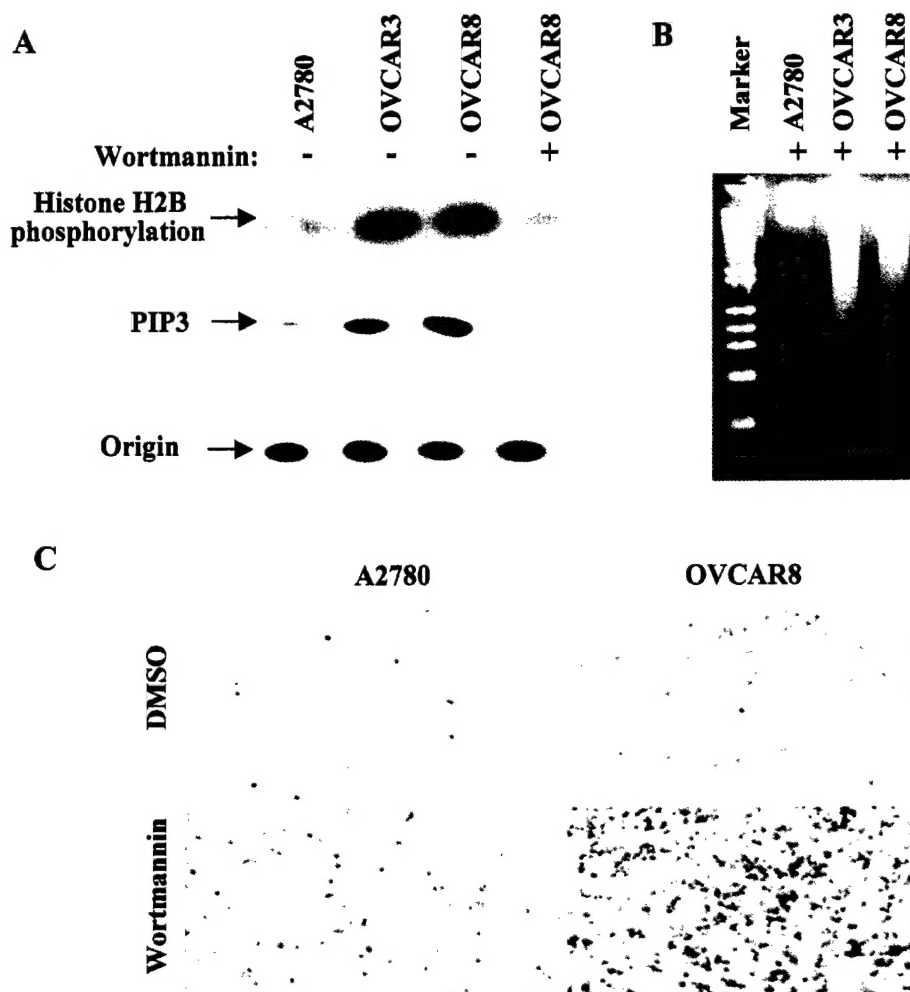 A
A2780
OVCAR3
OVCAR8
OVCAR8
Wortmannin: - - - +
Histone H2B
phosphorylation
PIP3
Origin
B
Marker
A2780
OVCAR3
OVCAR8
+ + +
C
A2780 OVCAR8
DMSO
Wortmannin